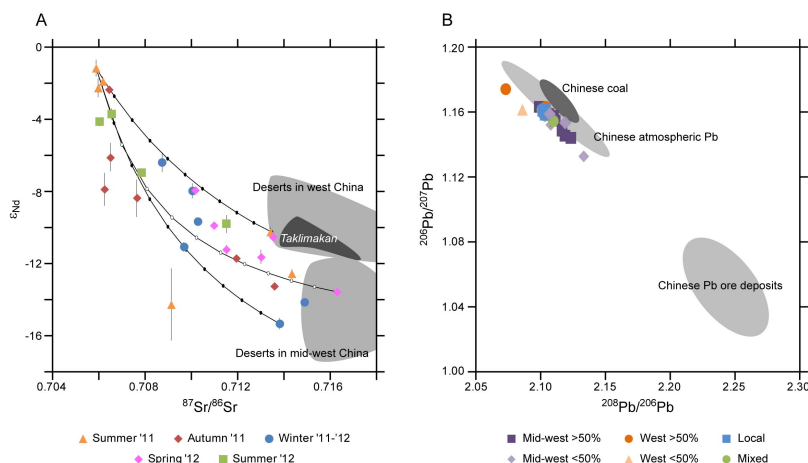 A
0
-4
-8
-12
-16
εNd
0.704
0.708
0.712
0.716
87Sr/86Sr
Deserts in west China
Taklimakan
Deserts in mid-west China
Summer '11
Autumn '11
Winter '11-'12
Spring '12
Summer '12
B
1.20
1.16
1.12
1.08
1.04
1.00
206Pb/207Pb
2.05
2.10
2.15
2.20
2.25
2.30
208Pb/206Pb
Chinese coal
Chinese atmospheric Pb
Chinese Pb ore deposits
Mid-west >50%
West >50%
Local
Mid-west <50%
West <50%
Mixed